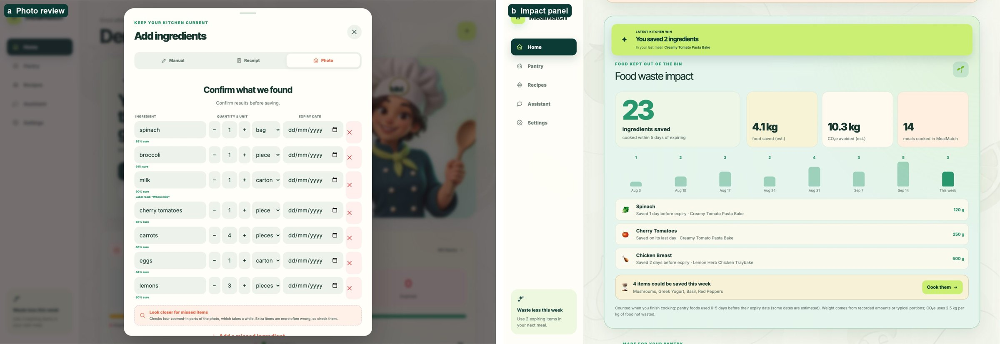 a Photo review
KEEP YOUR KITCHEN CURRENT
Add ingredients
Manual
Receipt
Photo
Confirm what we found
Confirm results before saving.
INGREDIENT QUANTITY & UNIT EXPIRY DATE
spinach − 1 + bag dd/mm/yyyy
93% sure
broccoli − 1 + piece dd/mm/yyyy
91% sure
milk − 1 + carton dd/mm/yyyy
90% sure
Label read: "Whole milk"
cherry tomatoes − 1 + piece dd/mm/yyyy
88% sure
carrots − 4 + pieces dd/mm/yyyy
86% sure
eggs − 1 + carton dd/mm/yyyy
84% sure
lemons − 3 + pieces dd/mm/yyyy
80% sure
Look closer for missed items
Checks four zoomed-in parts of the photo, which takes a while. Extra items are more often wrong, so check them.
Add a missed ingredient
b Impact panel
MealMatch
Home
Pantry
Recipes
Assistant
Settings
Waste less this week
Use 2 expiring items in
your next meal.
LATEST KITCHEN WIN
You saved 2 ingredients
In your last meal: Creamy Tomato Pasta Bake
FOOD KEPT OUT OF THE BIN
Food waste impact
23
ingredients saved
cooked within 5 days of expiring
4.1 kg
food saved (est.)
10.3 kg
CO₂e avoided (est.)
14
meals cooked in MealMatch
1 2 3 2 4 3 5 3
Aug 3 Aug 10 Aug 17 Aug 24 Aug 31 Sep 7 Sep 14 This week
Spinach
Saved 1 day before expiry · Creamy Tomato Pasta Bake
120 g
Cherry Tomatoes
Saved on its last day · Creamy Tomato Pasta Bake
250 g
Chicken Breast
Saved 2 days before expiry · Lemon Herb Chicken Traybake
500 g
4 items could be saved this week
Mushrooms, Greek Yogurt, Basil, Red Peppers
Cook them →
Counted when you finish cooking: pantry foods used 0–5 days before their expiry date (some dates are estimated). Weight comes from recorded amounts or typical portions; CO₂e uses 2.5 kg per
kg of food not wasted.
MADE FOR YOUR PANTRY